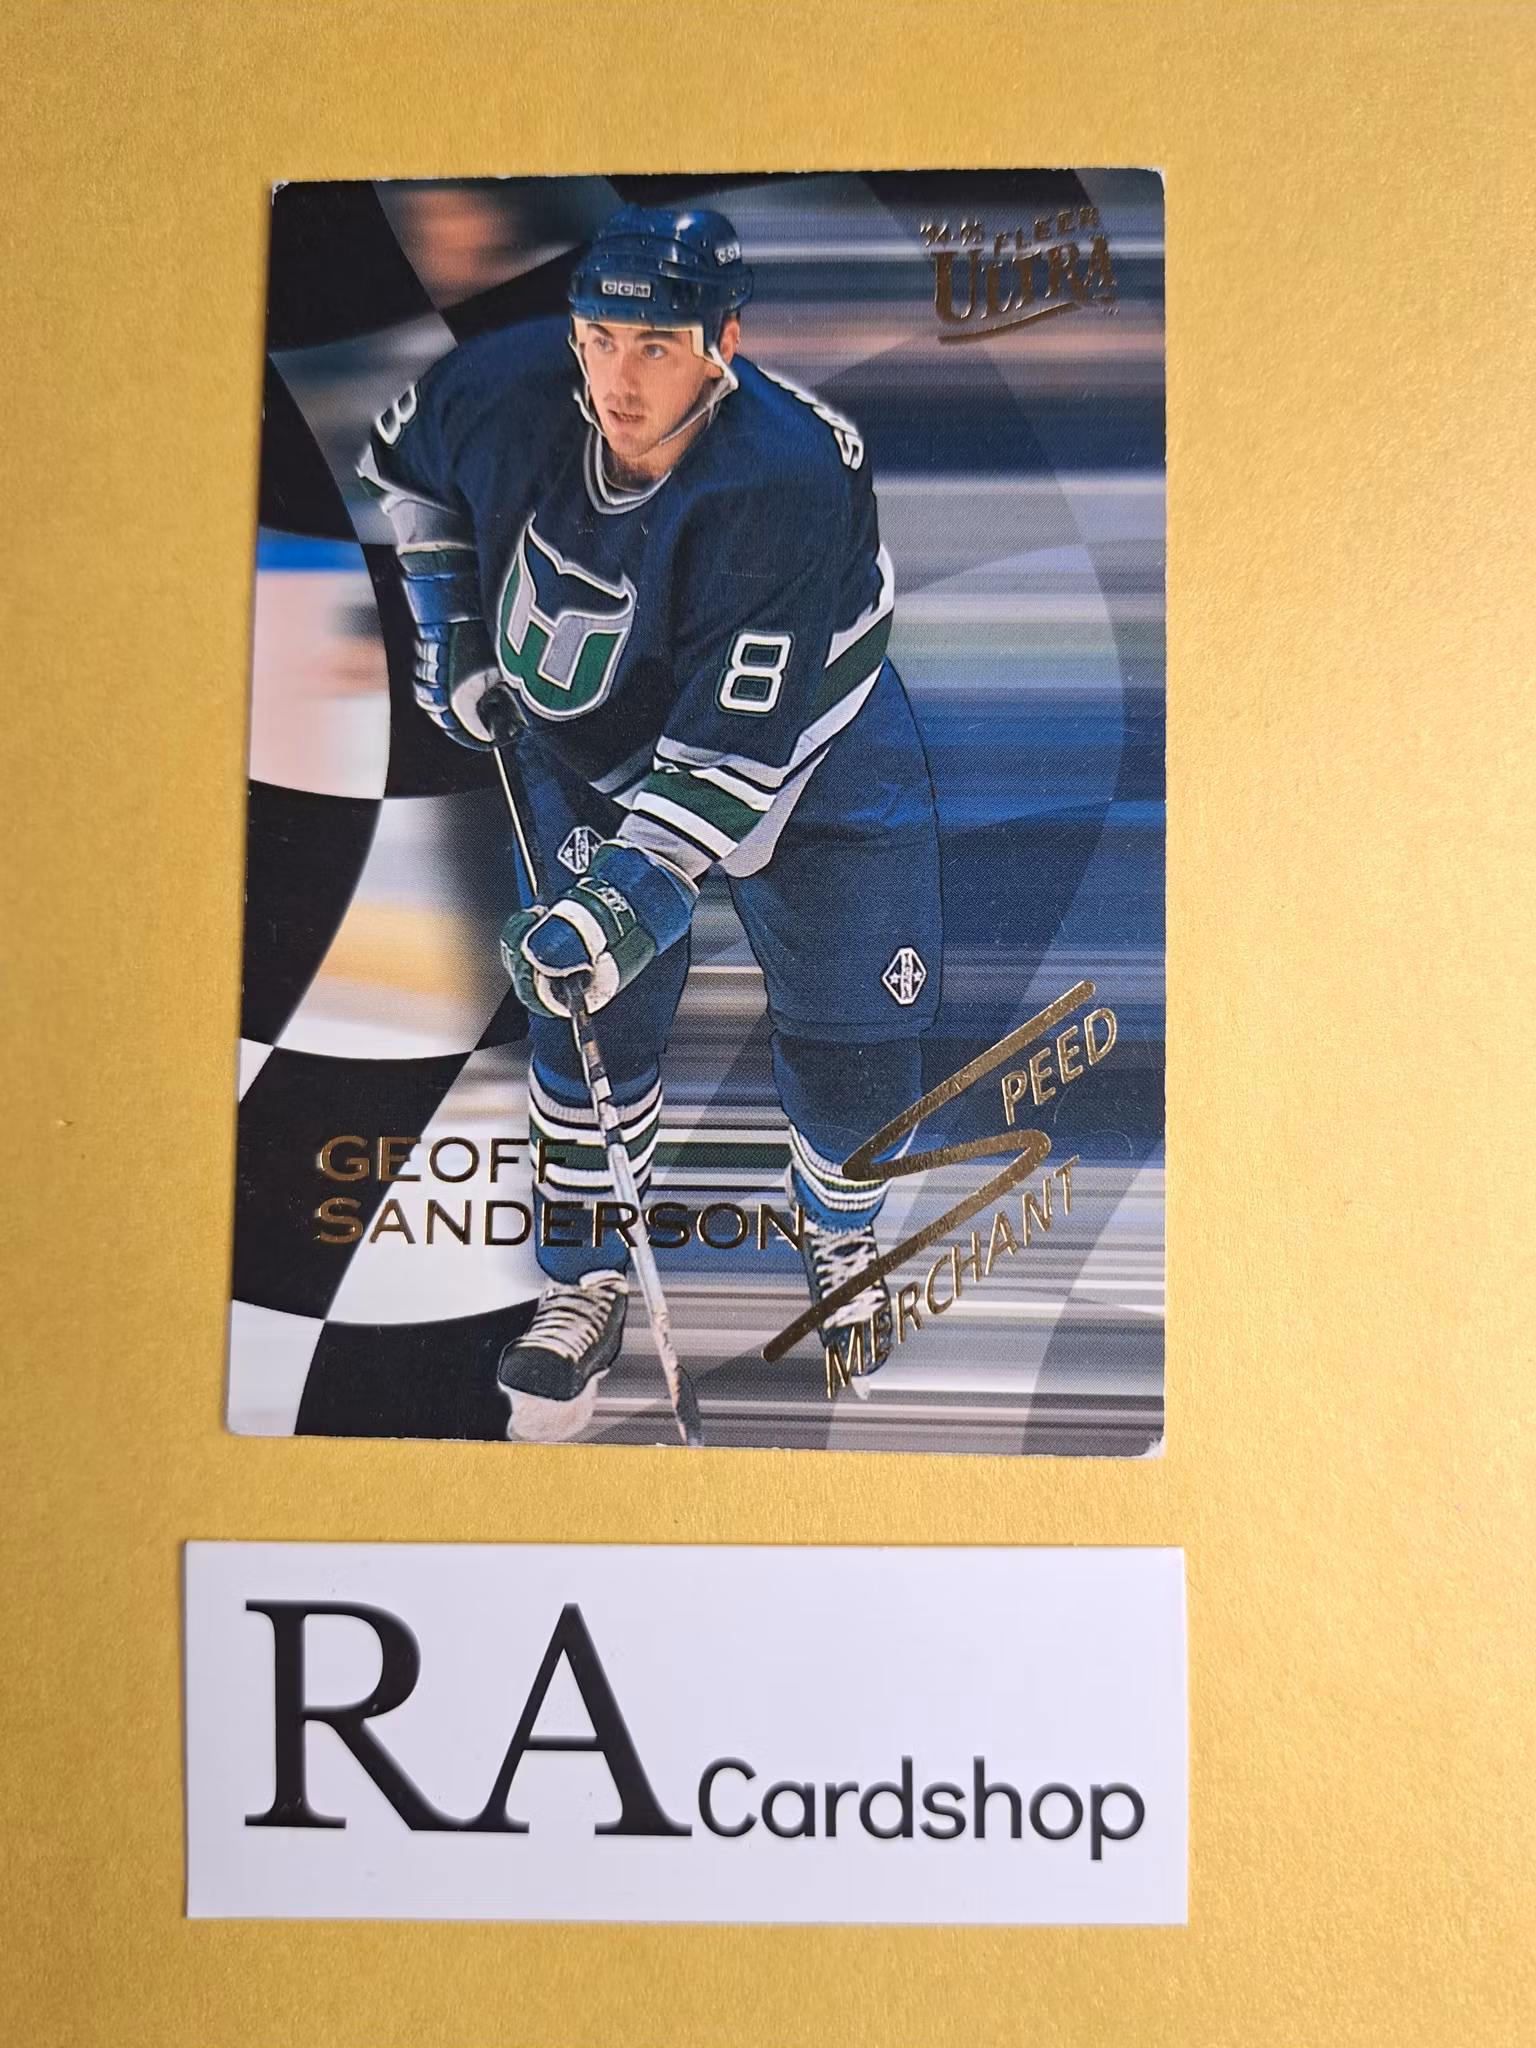 '94-'95 FLEER
ULTRA
CCM
8
8
GEOFF
SANDERSON
SPEED
MERCHANT
RA Cardshop